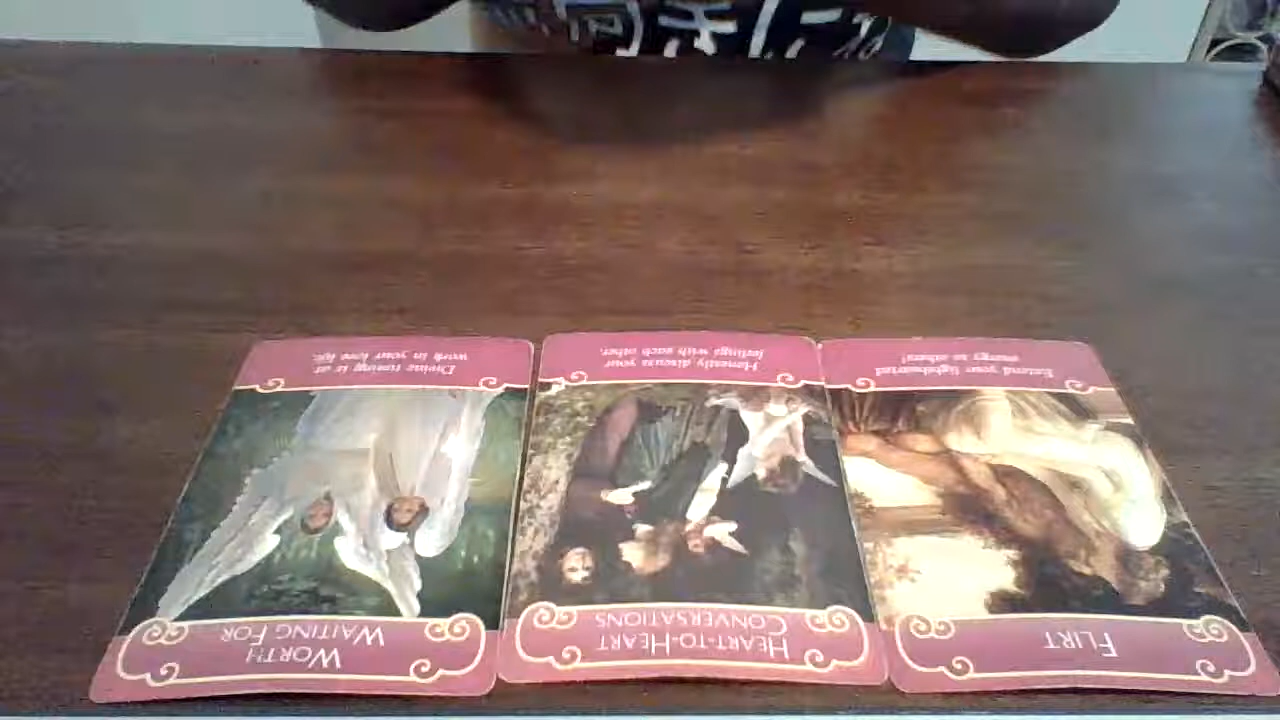 Worth
Waiting For
Divine timing is at
work in your love life.
Heart-to-Heart
Conversations
Honestly discuss your
feelings with each other.
Flirt
Extend your lighthearted
energy to others!